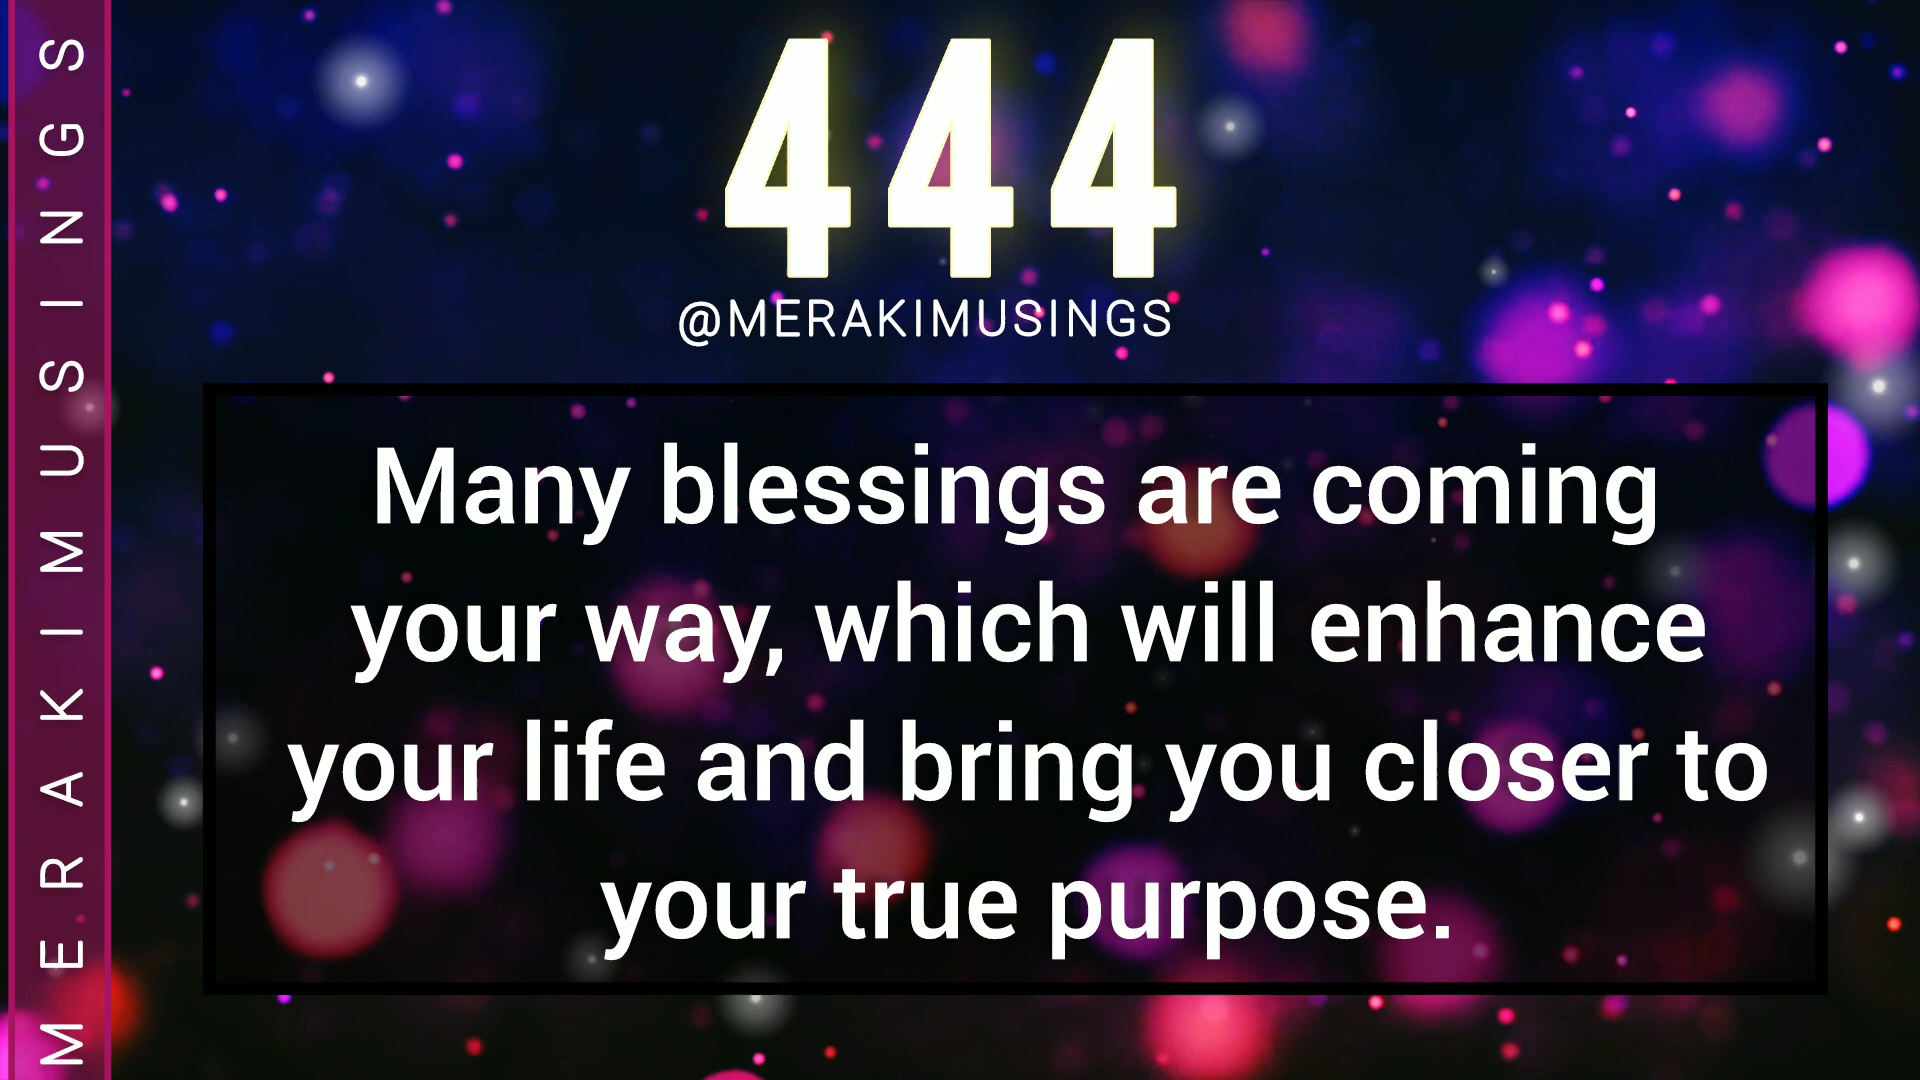 444
@MERAKIMUSINGS
Many blessings are coming
your way, which will enhance
your life and bring you closer to
your true purpose.
MERAKIMUSINGS